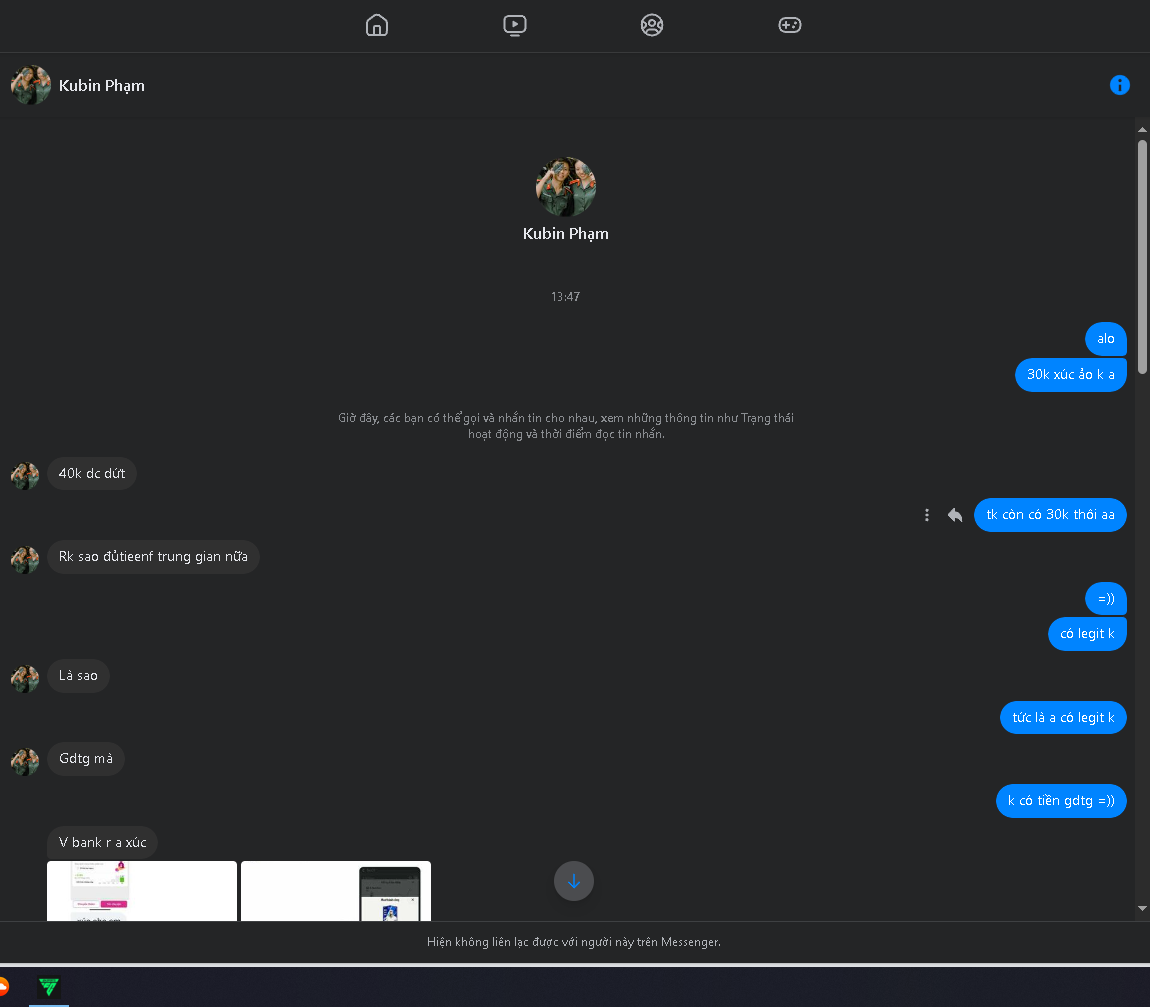 Kubin Phạm
Kubin Phạm
13:47
alo
30k xúc ảo k a
Giờ đây, các bạn có thể gọi và nhắn tin cho nhau, xem những thông tin như Trạng thái
hoạt động và thời điểm đọc tin nhắn.
40k dc dứt
tk còn có 30k thôi aa
Rk sao đủtieenf trung gian nữa
=))
có legit k
Là sao
tức là a có legit k
Gdtg mà
k có tiền gdtg =))
V bank r a xúc
Hiện không liên lạc được với người này trên Messenger.